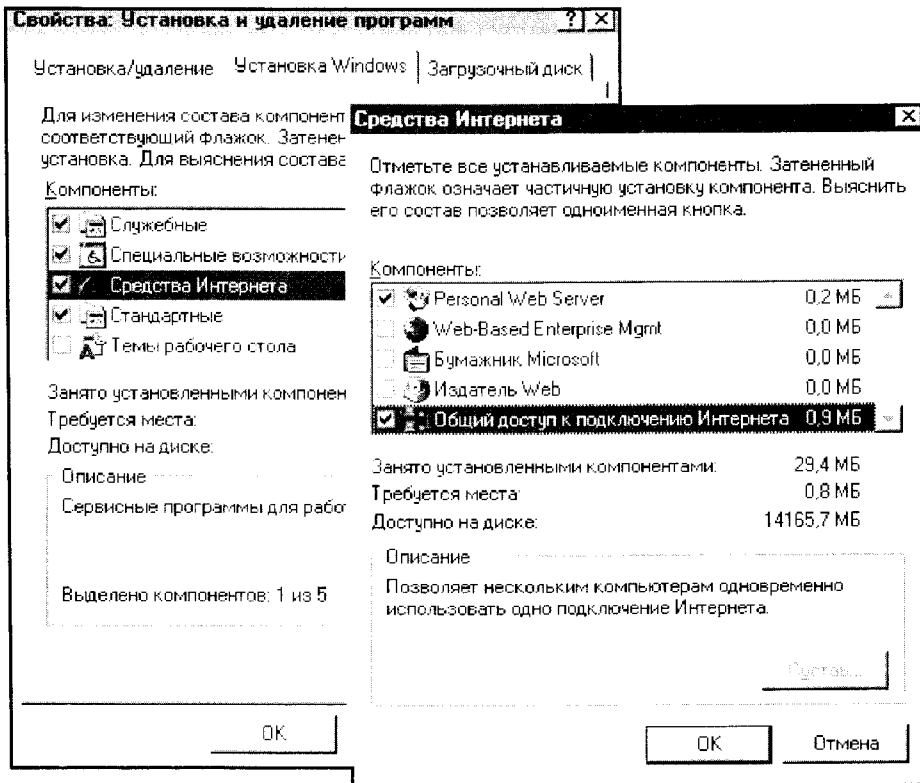 Свойства: Установка и удаление программ
Установка/удаление Установка Windows Загрузочный диск
Для изменения состава компонент
соответствующий флажок. Затенен
установка. Для выяснения состава
Компоненты:
Служебные
Специальные возможности
Средства Интернета
Стандартные
Темы рабочего стола
Занято установленными компонен
Требуется места:
Доступно на диске:
Описание
Сервисные программы для рабо
Выделено компонентов: 1 из 5
OK
Средства Интернета
Отметьте все устанавливаемые компоненты. Затененный
флажок означает частичную установку компонента. Выяснить
его состав позволяет одноименная кнопка.
Компоненты:
Personal Web Server 0,2 МБ
Web-Based Enterprise Mgmt 0,0 МБ
Бумажник Microsoft 0,0 МБ
Издатель Web 0,0 МБ
Общий доступ к подключению Интернета 0,9 МБ
Занято установленными компонентами: 29,4 МБ
Требуется места: 0,8 МБ
Доступно на диске: 14165,7 МБ
Описание
Позволяет нескольким компьютерам одновременно
использовать одно подключение Интернета.
Состав...
OK Отмена